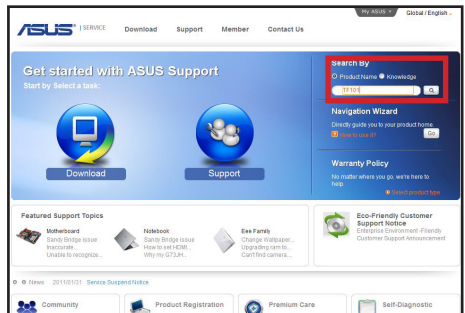 My ASUS Global / English
ASUS SERVICE Download Support Member Contact Us
Get started with ASUS Support
Start by Select a task:
Download
Support
Search By
Product Name Knowledge
TF101
Navigation Wizard
Directly guide you to your product home.
How to use it?
Go
Warranty Policy
No matter where you go, we're here to
help.
Select product type
Featured Support Topics
Motherboard
Sandy Bridge issue
Inaccurate..
Unable to recognize...
Notebook
Sandy Bridge issue
How to set HDMI...
Why my G73JH...
Eee Family
Change Wallpaper...
Upgrading ram to...
Can't find camera...
Eco-Friendly Customer
Support Notice
Enterprise Environment -Friendly
Customer Support Announcement
News 2011/01/31 Service Suspend Notice
Community
Product Registration
Premium Care
Self-Diagnostic